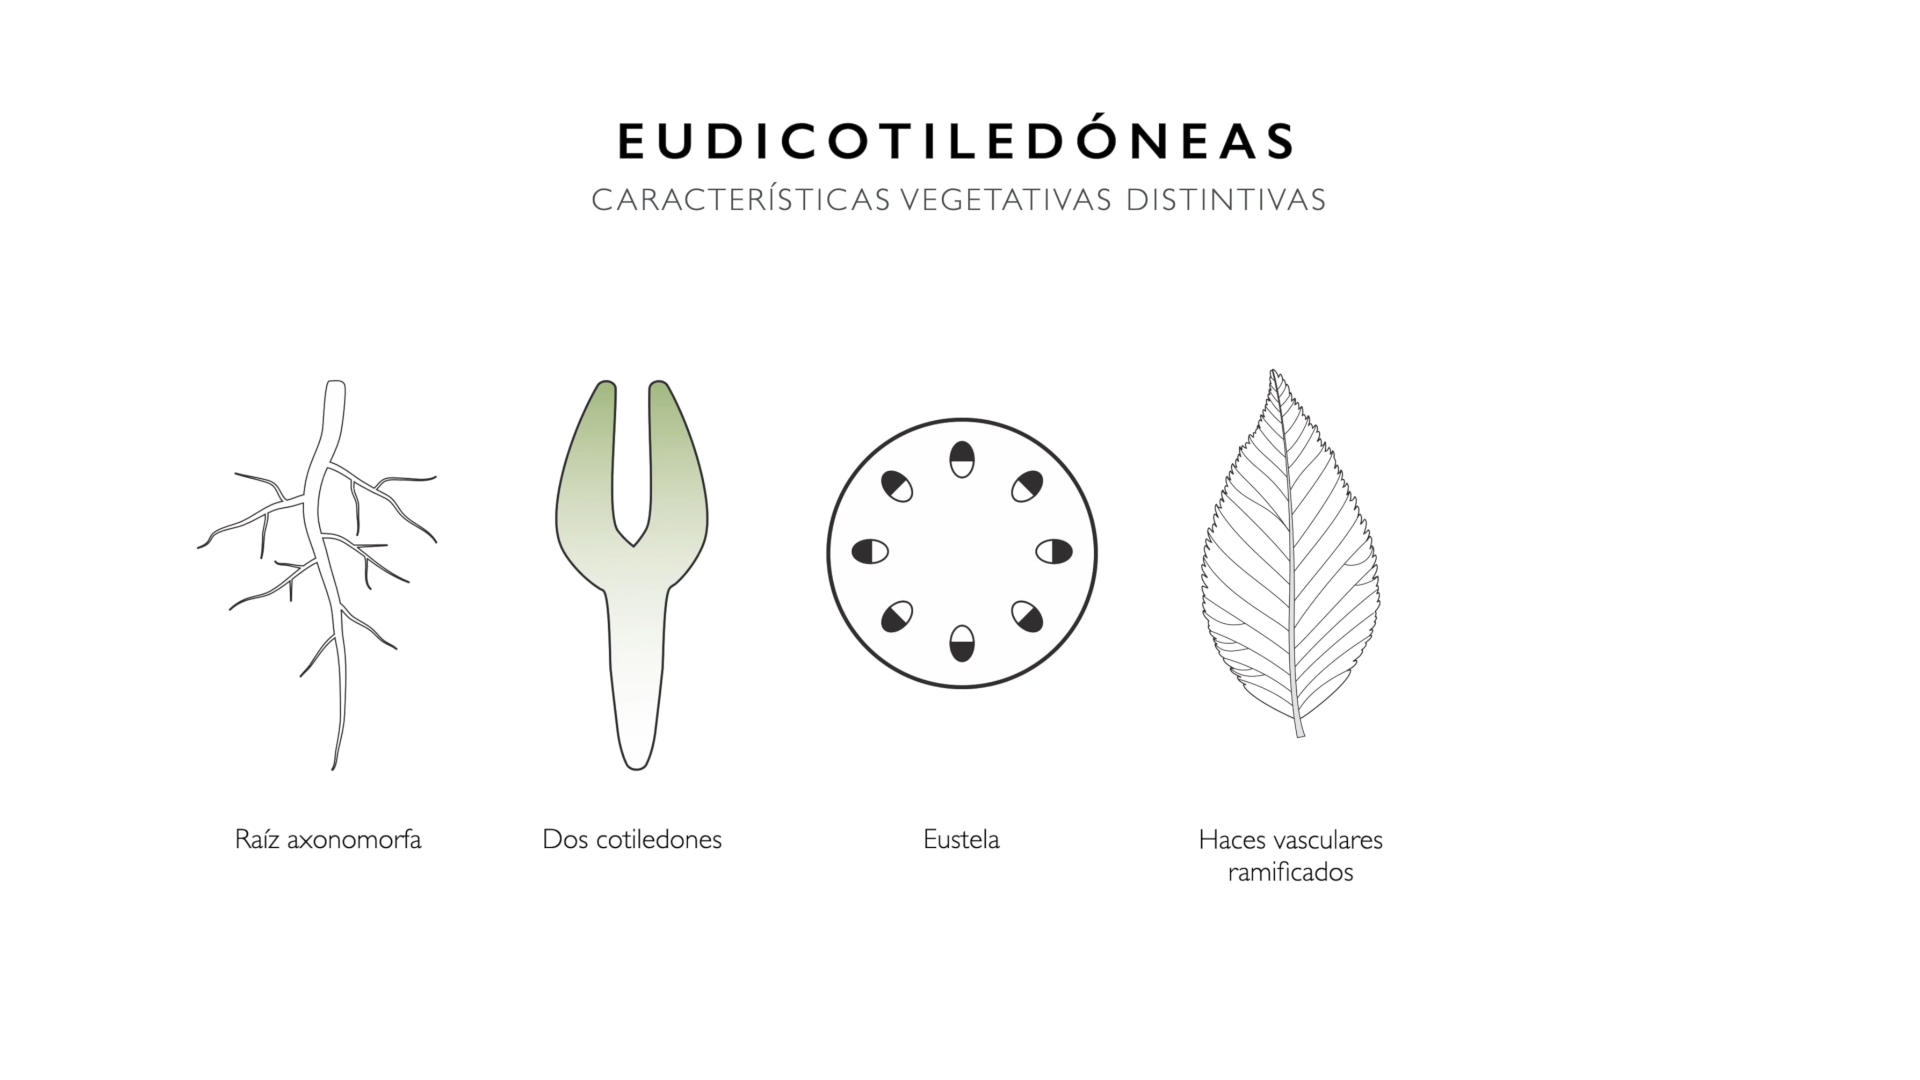 EUDICOTILEDÓNEAS
CARACTERÍSTICAS VEGETATIVAS DISTINTIVAS
Raíz axonomorfa
Dos cotiledones
Eustela
Haces vasculares
ramificados